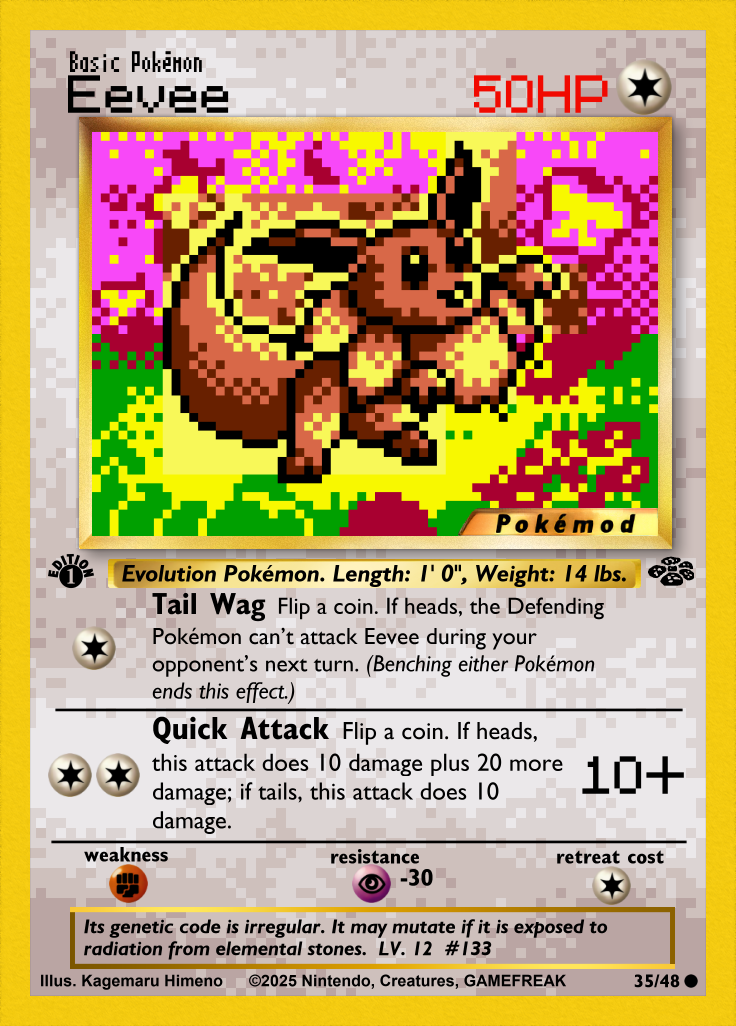 Basic Pokémon
Eevee 50HP
Pokémod
EDITION 1
Evolution Pokémon. Length: 1' 0", Weight: 14 lbs.
Tail Wag Flip a coin. If heads, the Defending
Pokémon can't attack Eevee during your
opponent's next turn. (Benching either Pokémon
ends this effect.)
Quick Attack Flip a coin. If heads,
this attack does 10 damage plus 20 more
damage; if tails, this attack does 10
damage.
10+
weakness resistance retreat cost
-30
Its genetic code is irregular. It may mutate if it is exposed to
radiation from elemental stones. LV. 12 #133
Illus. Kagemaru Himeno ©2025 Nintendo, Creatures, GAMEFREAK 35/48